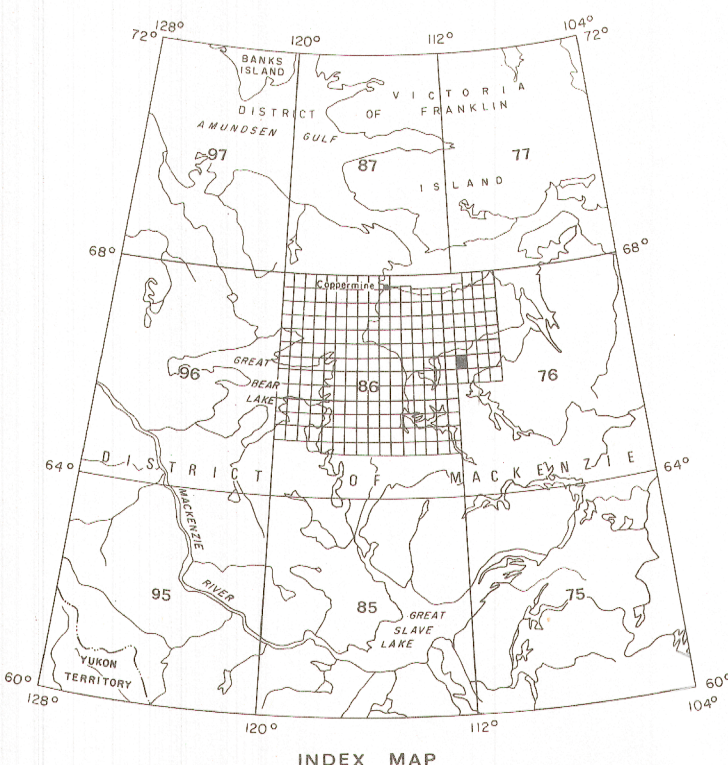 128°
120°
112°
104°
72°
72°
BANKS
ISLAND
VICTORIA
DISTRICT OF FRANKLIN
AMUNDSEN GULF
97
87
77
ISLAND
68°
68°
Coppermine
GREAT
96
BEAR
86
76
LAKE
DISTRICT OF MACKENZIE
64°
64°
MACKENZIE
RIVER
95
85
75
GREAT
SLAVE
LAKE
YUKON
TERRITORY
60°
60°
128°
120°
112°
104°
INDEX MAP